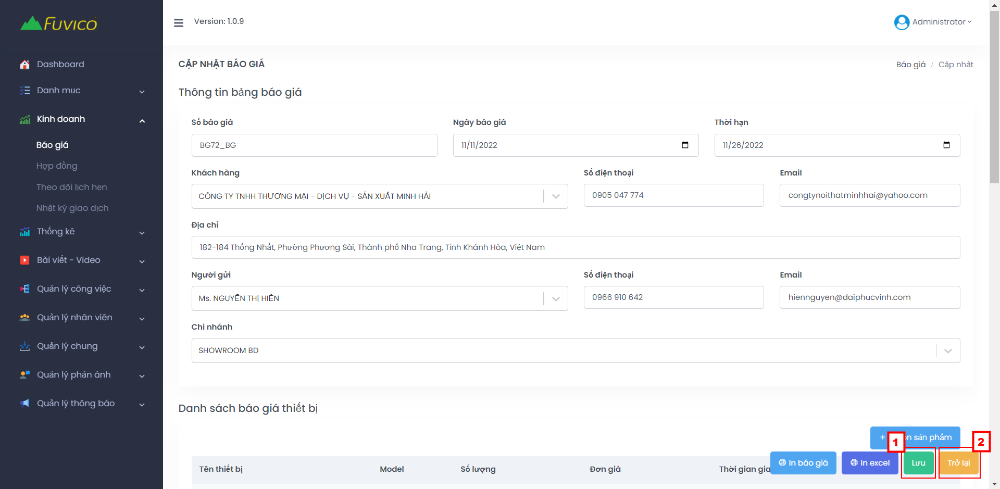 FUVICO
Version: 1.0.9
Administrator
Dashboard
Danh mục
Kinh doanh
Báo giá
Hợp đồng
Theo dõi lịch hẹn
Nhật ký giao dịch
Thống kê
Bài viết - Video
Quản lý công việc
Quản lý nhân viên
Quản lý chung
Quản lý phản ánh
Quản lý thông báo
CẬP NHẬT BÁO GIÁ
Báo giá / Cập nhật
Thông tin bảng báo giá
Số báo giá
Ngày báo giá
Thời hạn
BG72_BG
11/11/2022
11/26/2022
Khách hàng
Số điện thoại
Email
CÔNG TY TNHH THƯƠNG MẠI - DỊCH VỤ - SẢN XUẤT MINH HẢI
0905 047 774
congtynoithatminhhai@yahoo.com
Địa chỉ
182-184 Thống Nhất, Phường Phương Sài, Thành phố Nha Trang, Tỉnh Khánh Hòa, Việt Nam
Người gửi
Số điện thoại
Email
Ms. NGUYỄN THỊ HIỀN
0966 910 642
hiennguyen@daiphucvinh.com
Chi nhánh
SHOWROOM BD
Danh sách báo giá thiết bị
+ sản phẩm
1
2
Tên thiết bị
Model
Số lượng
Đơn giá
Thời gian
In báo giá
In excel
Lưu
Trở lại